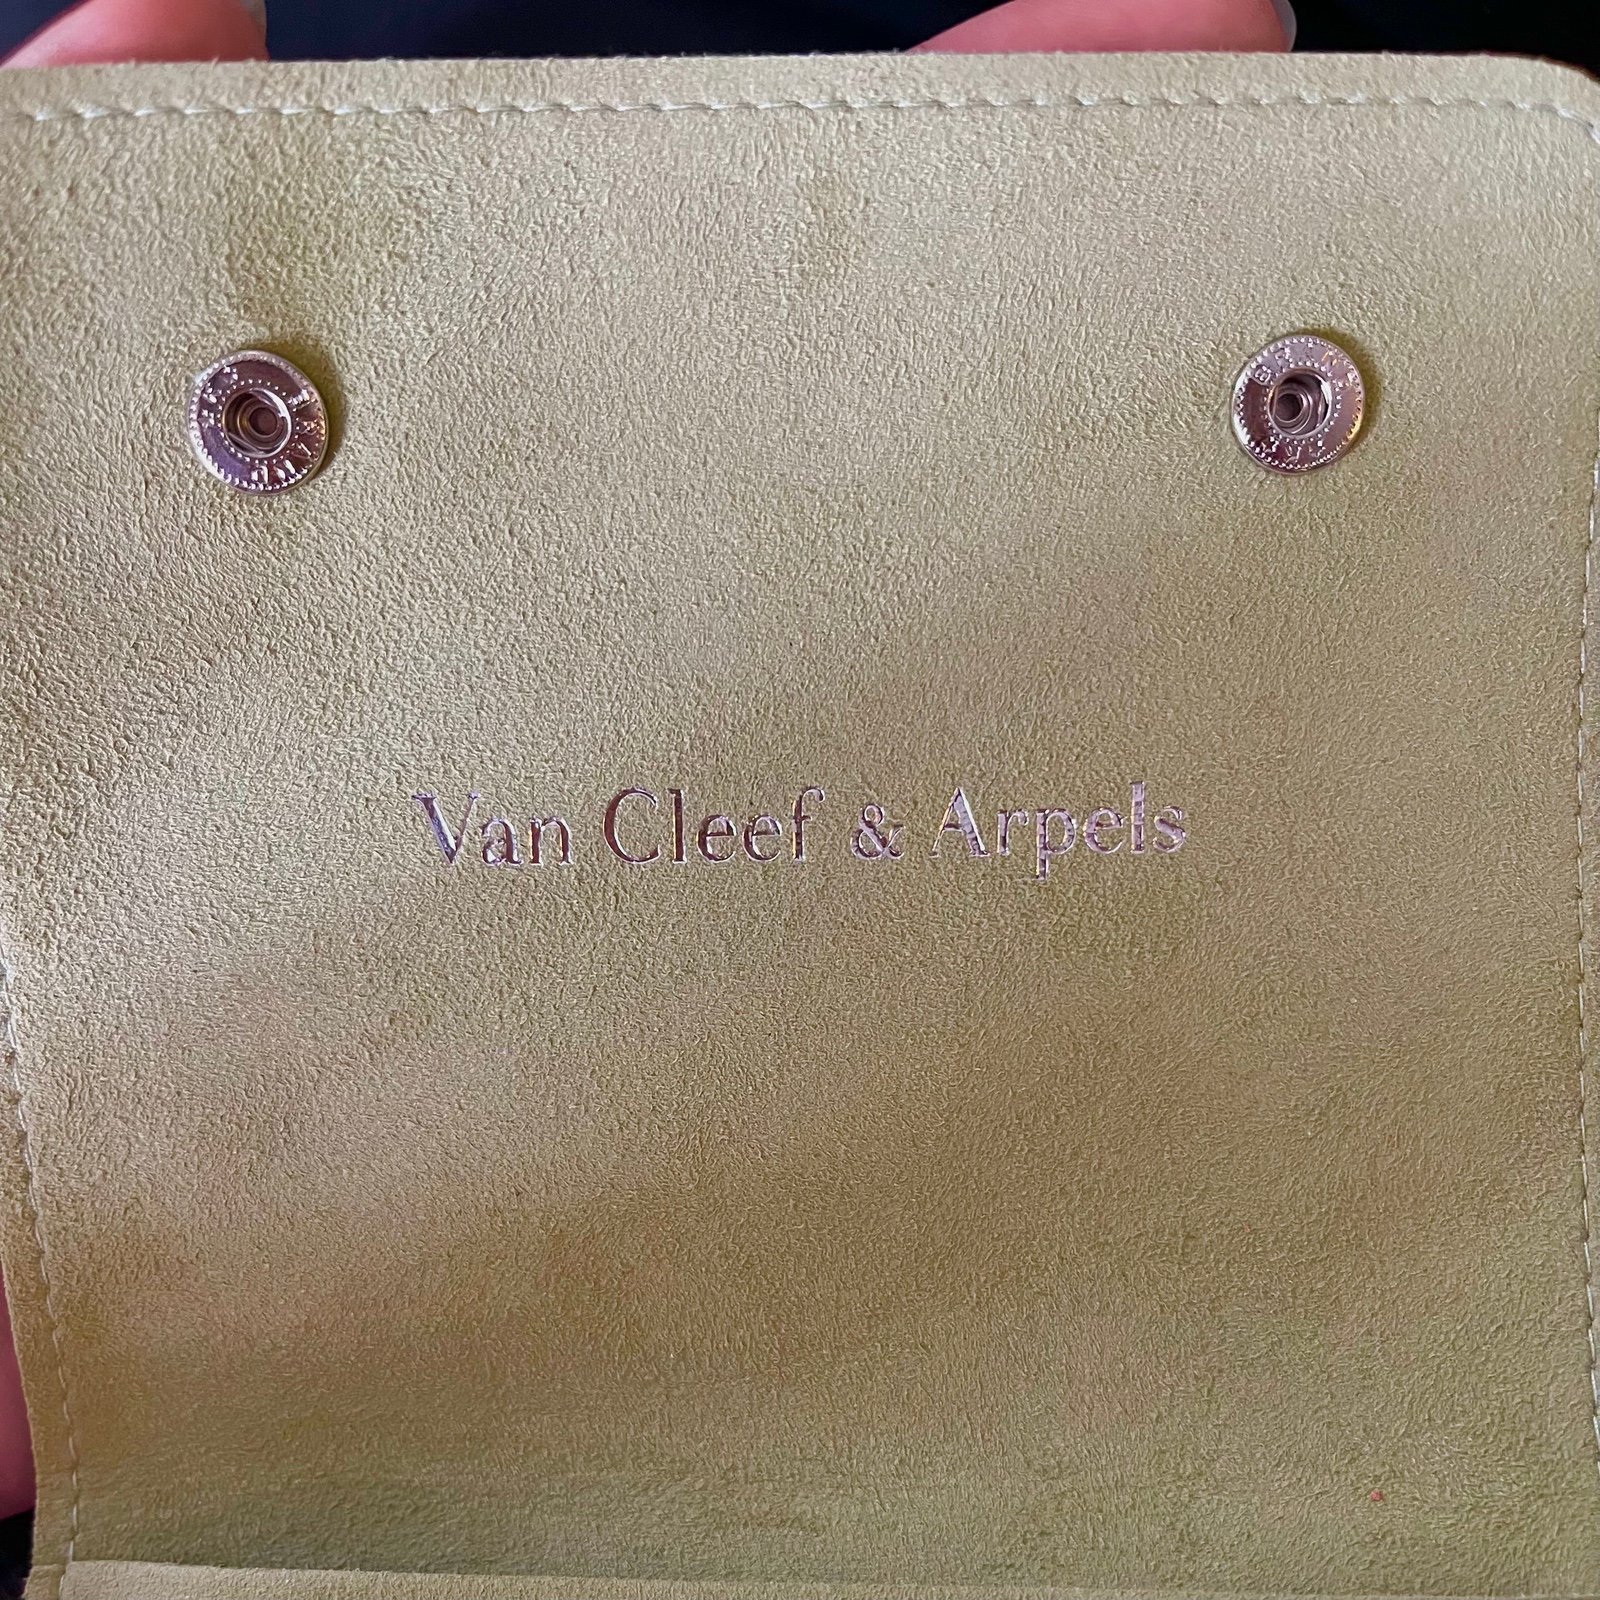 Van Cleef & Arpels